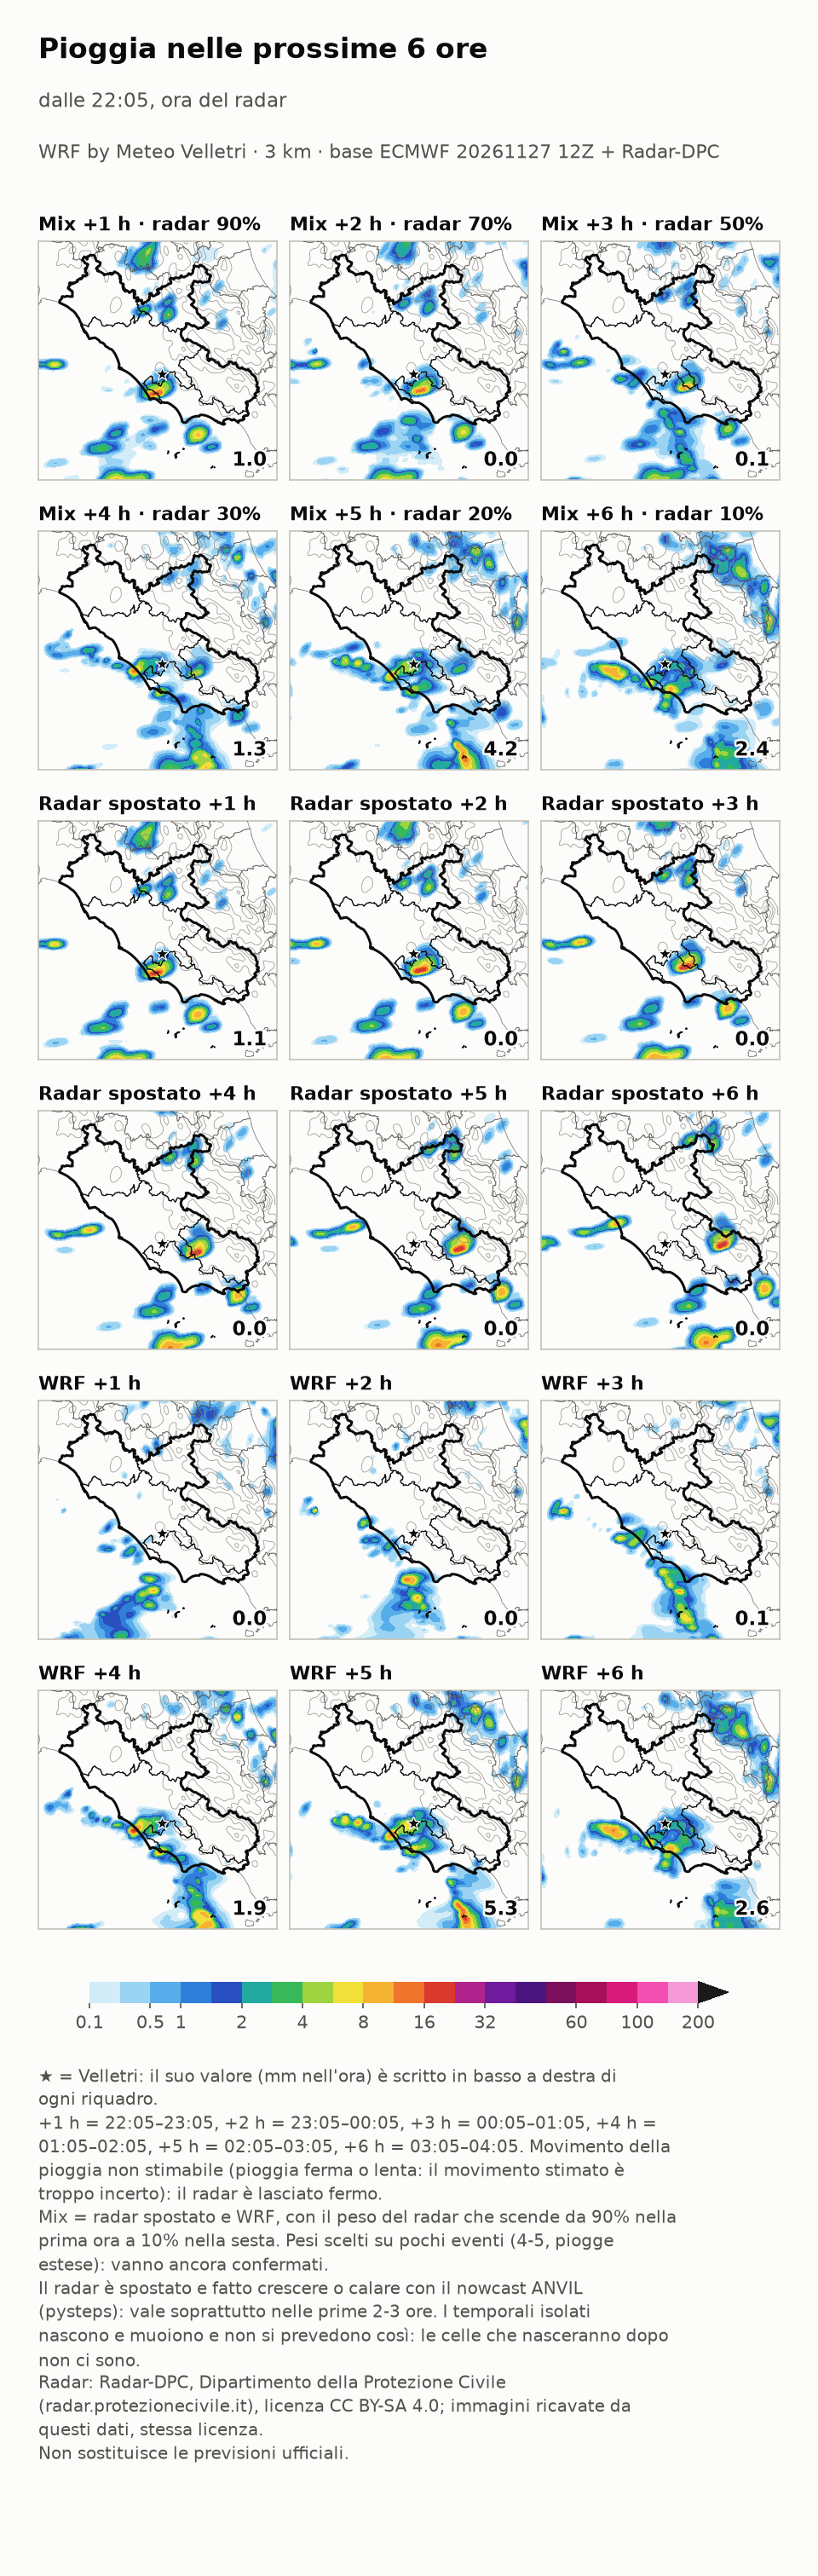 Pioggia nelle prossime 6 ore
dalle 22:05, ora del radar
WRF by Meteo Velletri · 3 km · base ECMWF 20261127 12Z + Radar-DPC
Mix +1 h · radar 90%
Mix +2 h · radar 70%
Mix +3 h · radar 50%
1.0
0.0
0.1
Mix +4 h · radar 30%
Mix +5 h · radar 20%
Mix +6 h · radar 10%
1.3
4.2
2.4
Radar spostato +1 h
Radar spostato +2 h
Radar spostato +3 h
1.1
0.0
0.0
Radar spostato +4 h
Radar spostato +5 h
Radar spostato +6 h
0.0
0.0
0.0
WRF +1 h
WRF +2 h
WRF +3 h
0.0
0.0
0.1
WRF +4 h
WRF +5 h
WRF +6 h
1.9
5.3
2.6
0.1 0.5 1 2 4 8 16 32 60 100 200
★ = Velletri: il suo valore (mm nell'ora) è scritto in basso a destra di
ogni riquadro.
+1 h = 22:05–23:05, +2 h = 23:05–00:05, +3 h = 00:05–01:05, +4 h =
01:05–02:05, +5 h = 02:05–03:05, +6 h = 03:05–04:05. Movimento della
pioggia non stimabile (pioggia ferma o lenta: il movimento stimato è
troppo incerto): il radar è lasciato fermo.
Mix = radar spostato e WRF, con il peso del radar che scende da 90% nella
prima ora a 10% nella sesta. Pesi scelti su pochi eventi (4-5, piogge
estese): vanno ancora confermati.
Il radar è spostato e fatto crescere o calare con il nowcast ANVIL
(pysteps): vale soprattutto nelle prime 2-3 ore. I temporali isolati
nascono e muoiono e non si prevedono così: le celle che nasceranno dopo
non ci sono.
Radar: Radar-DPC, Dipartimento della Protezione Civile
(radar.protezionecivile.it), licenza CC BY-SA 4.0; immagini ricavate da
questi dati, stessa licenza.
Non sostituisce le previsioni ufficiali.